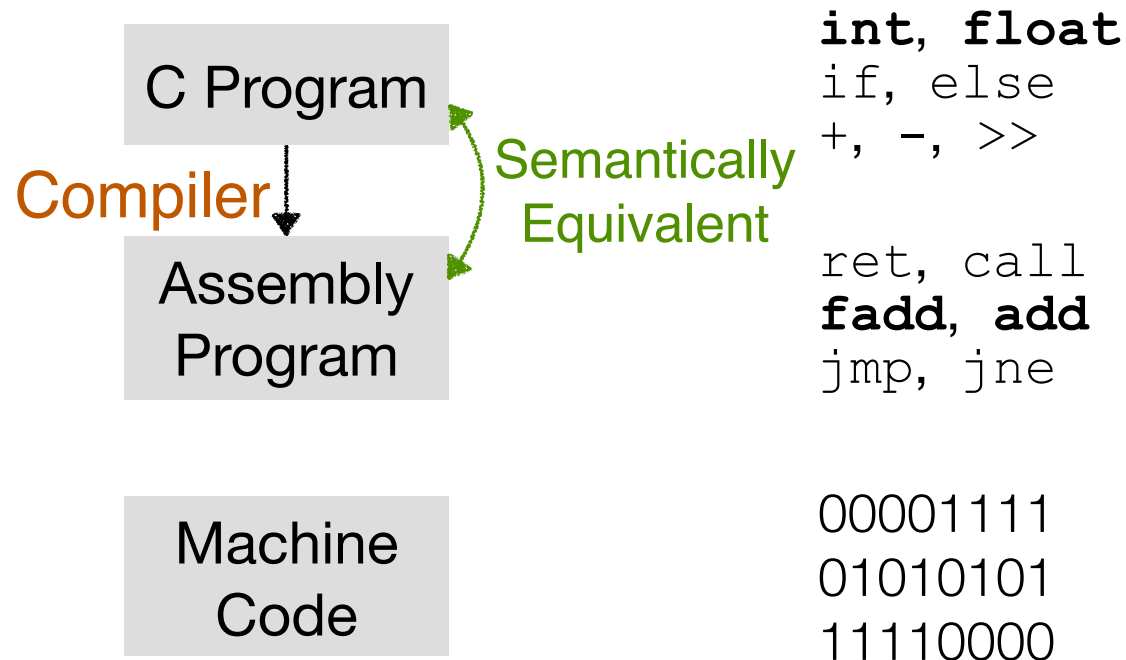 C Program
Compiler
Semantically
Equivalent
Assembly
Program
Machine
Code
int, float
if, else
+, -, >>
ret, call
fadd, add
jmp, jne
00001111
01010101
11110000